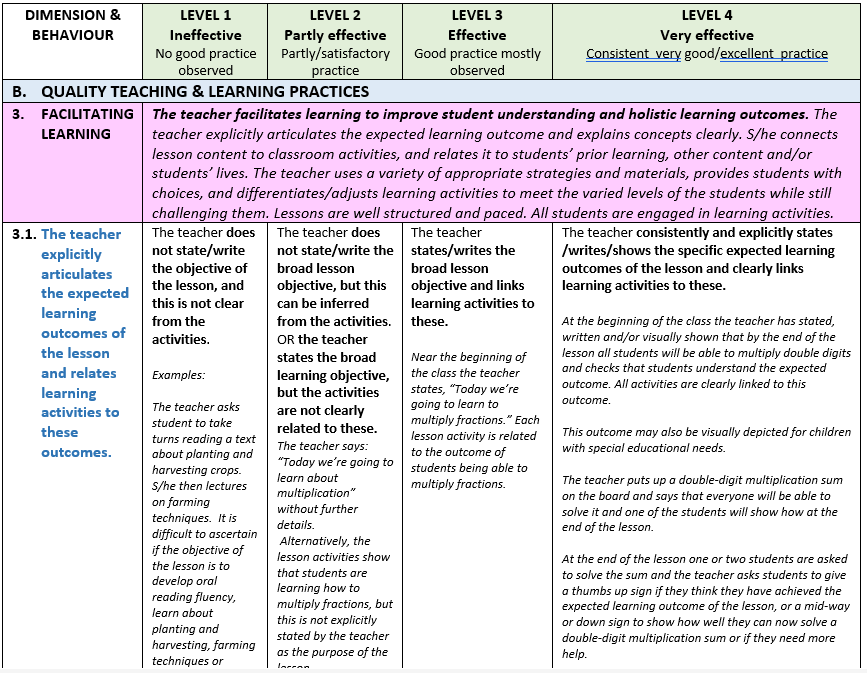 DIMENSION &
BEHAVIOUR
LEVEL 1
Ineffective
No good practice
observed
LEVEL 2
Partly effective
Partly/satisfactory
practice
LEVEL 3
Effective
Good practice mostly
observed
LEVEL 4
Very effective
Consistent very good/excellent practice
B. QUALITY TEACHING & LEARNING PRACTICES
3. FACILITATING
LEARNING
The teacher facilitates learning to improve student understanding and holistic learning outcomes. The
teacher explicitly articulates the expected learning outcome and explains concepts clearly. S/he connects
lesson content to classroom activities, and relates it to students’ prior learning, other content and/or
students’ lives. The teacher uses a variety of appropriate strategies and materials, provides students with
choices, and differentiates/adjusts learning activities to meet the varied levels of the students while still
challenging them. Lessons are well structured and paced. All students are engaged in learning activities.
3.1. The teacher
explicitly
articulates
the expected
learning
outcomes of
the lesson
and relates
learning
activities to
these
outcomes.
The teacher does
not state/write
the objective of
the lesson, and
this is not clear
from the
activities.
Examples:
The teacher asks
student to take
turns reading a text
about planting and
harvesting crops.
S/he then lectures
on farming
techniques. It is
difficult to ascertain
if the objective of
the lesson is to
develop oral
reading fluency,
learn about
planting and
harvesting, farming
techniques or
The teacher does
not state/write the
broad lesson
objective, but this
can be inferred
from the activities.
OR the teacher
states the broad
learning objective,
but the activities
are not clearly
related to these.
The teacher says:
“Today we’re going to
learn about
multiplication”
without further
details.
Alternatively, the
lesson activities show
that students are
learning how to
multiply fractions, but
this is not explicitly
stated by the teacher
as the purpose of the
lesson.
The teacher
states/writes the
broad lesson
objective and links
learning activities to
these.
Near the beginning of
the class the teacher
states, “Today we’re
going to learn to
multiply fractions.” Each
lesson activity is related
to the outcome of
students being able to
multiply fractions.
The teacher consistently and explicitly states
/writes/shows the specific expected learning
outcomes of the lesson and clearly links
learning activities to these.
At the beginning of the class the teacher has stated,
written and/or visually shown that by the end of the
lesson all students will be able to multiply double digits
and checks that students understand the expected
outcome. All activities are clearly linked to this
outcome.
This outcome may also be visually depicted for children
with special educational needs.
The teacher puts up a double-digit multiplication sum
on the board and says that everyone will be able to
solve it and one of the students will show how at the
end of the lesson.
At the end of the lesson one or two students are asked
to solve the sum and the teacher asks students to give
a thumbs up sign if they think they have achieved the
expected learning outcome of the lesson, or a mid-way
or down sign to show how well they can now solve a
double-digit multiplication sum or if they need more
help.